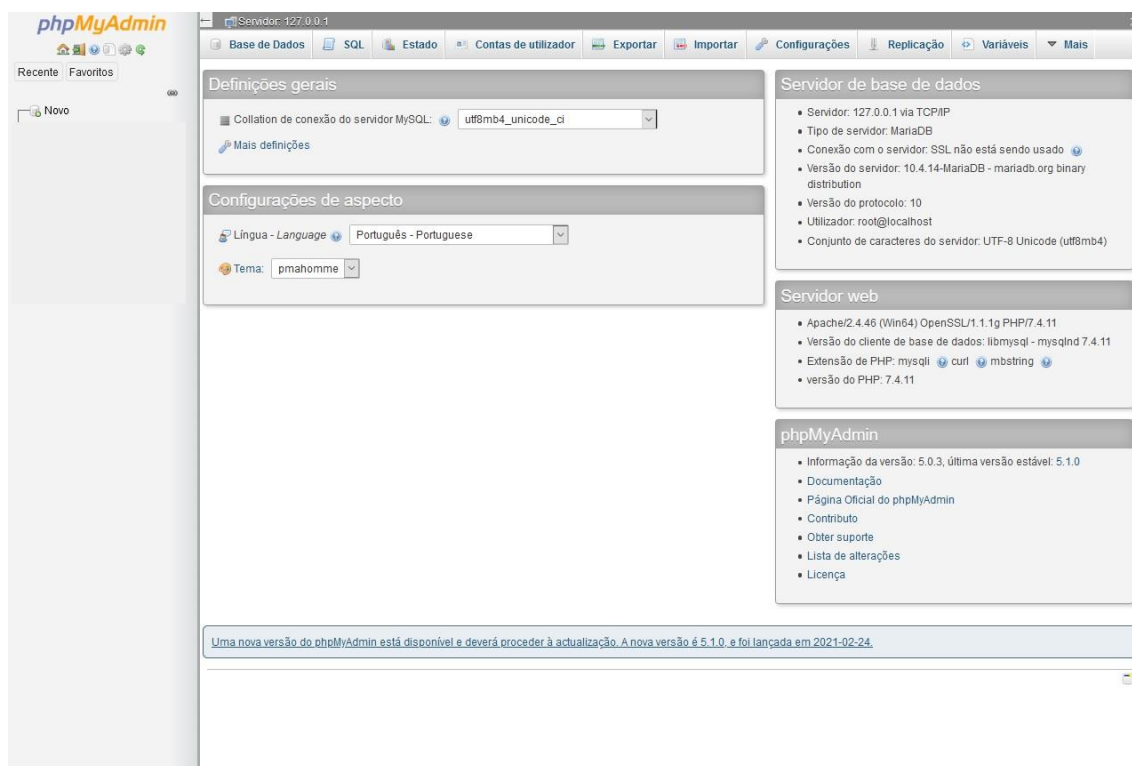 phpMyAdmin
Recente Favoritos
Novo
Servidor: 127.0.0.1
Base de Dados SQL Estado Contas de utilizador Exportar Importar Configurações Replicação Variáveis Mais
Definições gerais
Collation de conexão do servidor MySQL: utf8mb4_unicode_ci
Mais definições
Configurações de aspecto
Língua - Language Português - Portuguese
Tema: pmahomme
Servidor de base de dados
Servidor: 127.0.0.1 via TCP/IP
Tipo de servidor: MariaDB
Conexão com o servidor: SSL não está sendo usado
Versão do servidor: 10.4.14-MariaDB - mariadb.org binary
distribution
Versão do protocolo: 10
Utilizador: root@localhost
Conjunto de caracteres do servidor: UTF-8 Unicode (utf8mb4)
Servidor web
Apache/2.4.46 (Win64) OpenSSL/1.1.1g PHP/7.4.11
Versão do cliente de base de dados: libmysql - mysqlnd 7.4.11
Extensão de PHP: mysqli curl mbstring
versão do PHP: 7.4.11
phpMyAdmin
Informação da versão: 5.0.3, última versão estável: 5.1.0
Documentação
Página Oficial do phpMyAdmin
Contributo
Obter suporte
Lista de alterações
Licença
Uma nova versão do phpMyAdmin está disponível e deverá proceder à actualização. A nova versão é 5.1.0, e foi lançada em 2021-02-24.